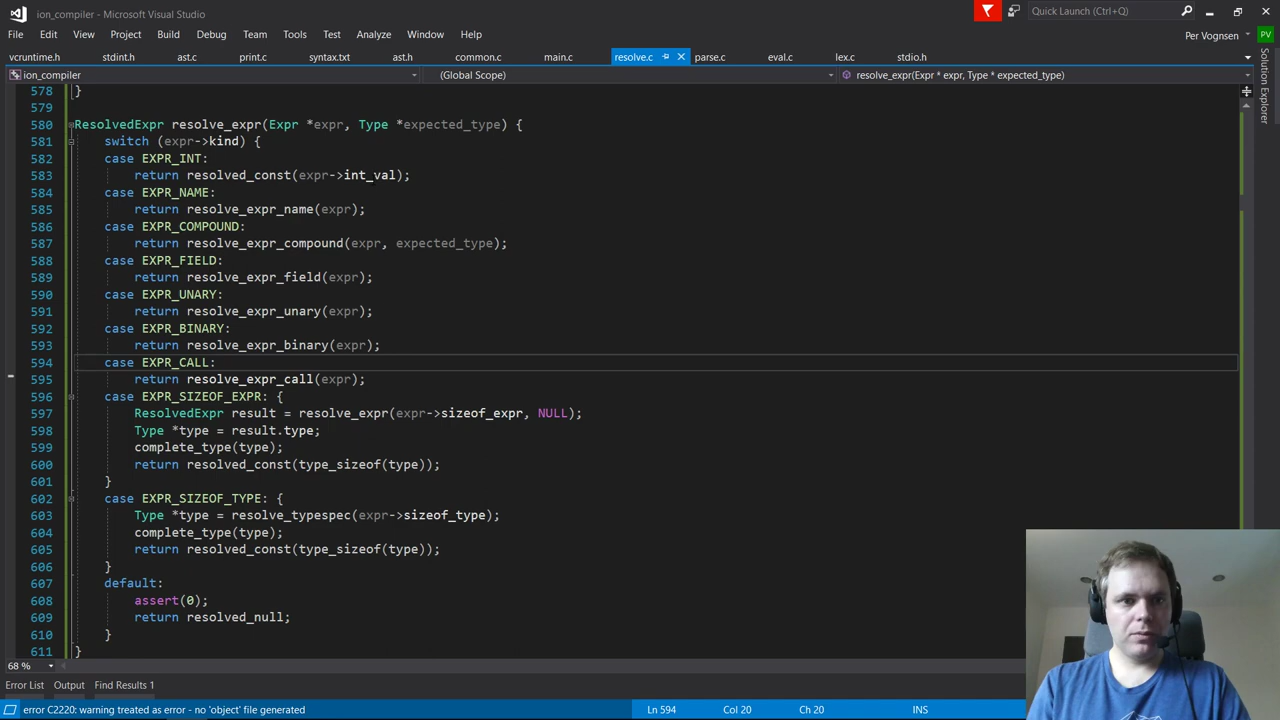 ion_compiler - Microsoft Visual Studio
Quick Launch (Ctrl+Q)
File Edit View Project Build Debug Team Tools Test Analyze Window Help
Per Vognsen PV
vcruntime.h stdint.h ast.c print.c syntax.txt ast.h common.c main.c resolve.c parse.c eval.c lex.c stdio.h
Solution Explorer
ion_compiler (Global Scope) resolve_expr(Expr * expr, Type * expected_type)
578 }
579
580 ResolvedExpr resolve_expr(Expr *expr, Type *expected_type) {
581 switch (expr->kind) {
582 case EXPR_INT:
583 return resolved_const(expr->int_val);
584 case EXPR_NAME:
585 return resolve_expr_name(expr);
586 case EXPR_COMPOUND:
587 return resolve_expr_compound(expr, expected_type);
588 case EXPR_FIELD:
589 return resolve_expr_field(expr);
590 case EXPR_UNARY:
591 return resolve_expr_unary(expr);
592 case EXPR_BINARY:
593 return resolve_expr_binary(expr);
594 case EXPR_CALL:
595 return resolve_expr_call(expr);
596 case EXPR_SIZEOF_EXPR: {
597 ResolvedExpr result = resolve_expr(expr->sizeof_expr, NULL);
598 Type *type = result.type;
599 complete_type(type);
600 return resolved_const(type_sizeof(type));
601 }
602 case EXPR_SIZEOF_TYPE: {
603 Type *type = resolve_typespec(expr->sizeof_type);
604 complete_type(type);
605 return resolved_const(type_sizeof(type));
606 }
607 default:
608 assert(0);
609 return resolved_null;
610 }
611 }
68 %
Error List Output Find Results 1
error C2220: warning treated as error - no 'object' file generated Ln 594 Col 20 Ch 20 INS